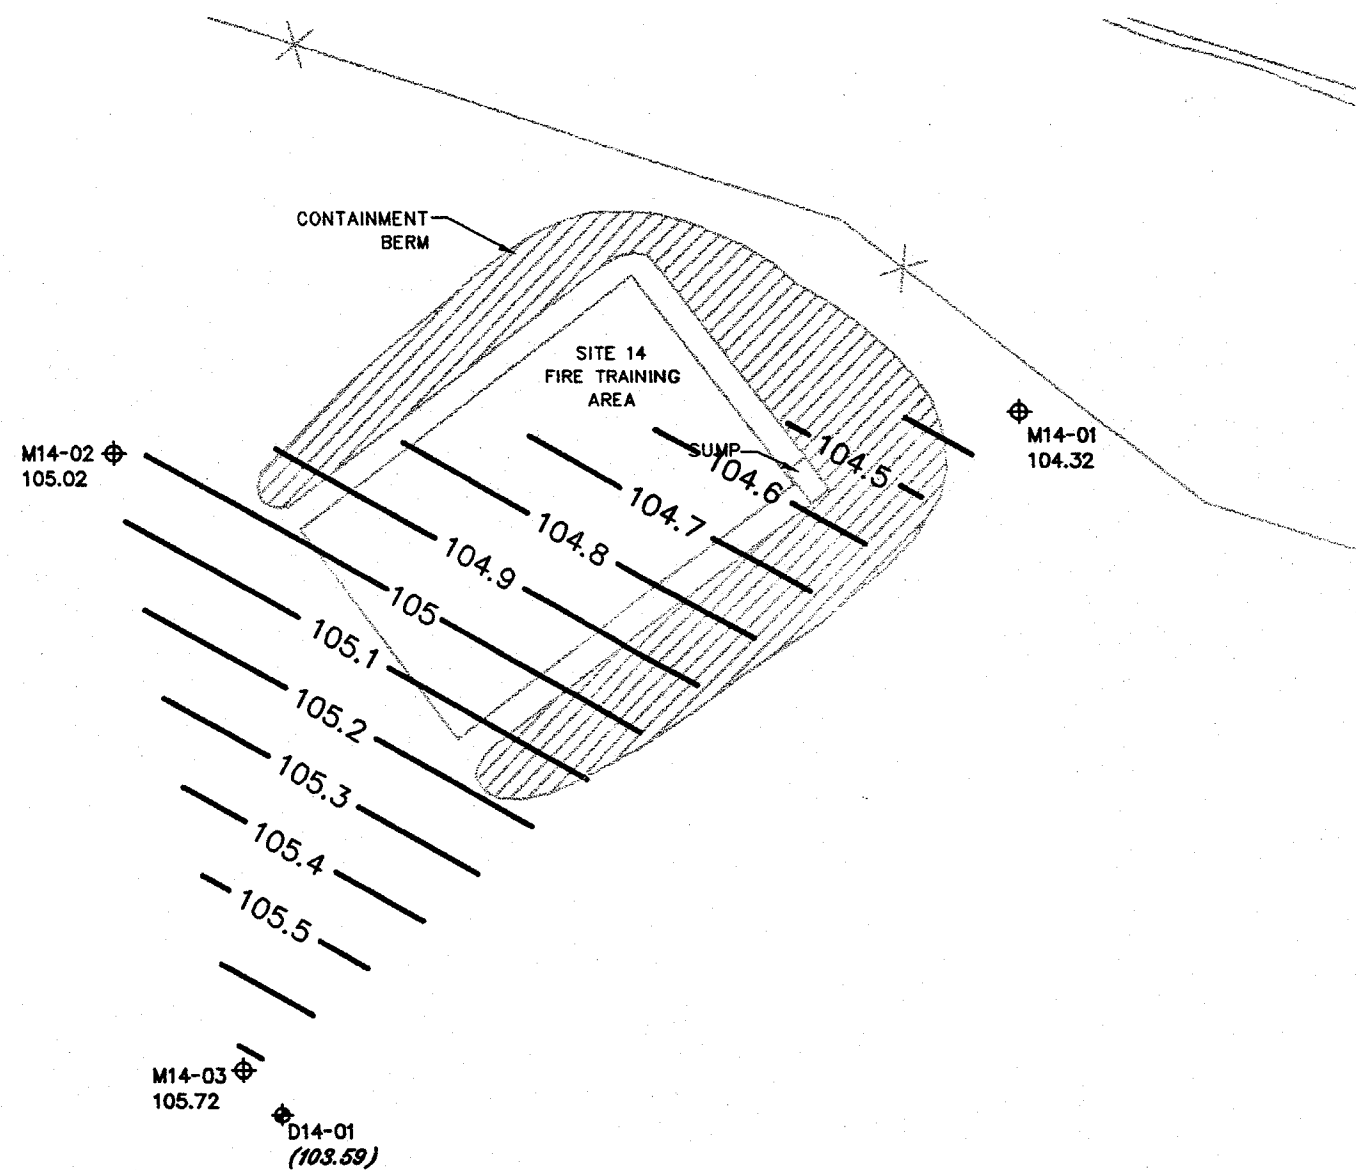 CONTAINMENT
BERM
SITE 14
FIRE TRAINING
AREA
M14-01
104.32
M14-02
105.02
SUMP
104.5
104.6
104.7
104.8
104.9
105
105.1
105.2
105.3
105.4
105.5
M14-03
105.72
D14-01
(103.59)